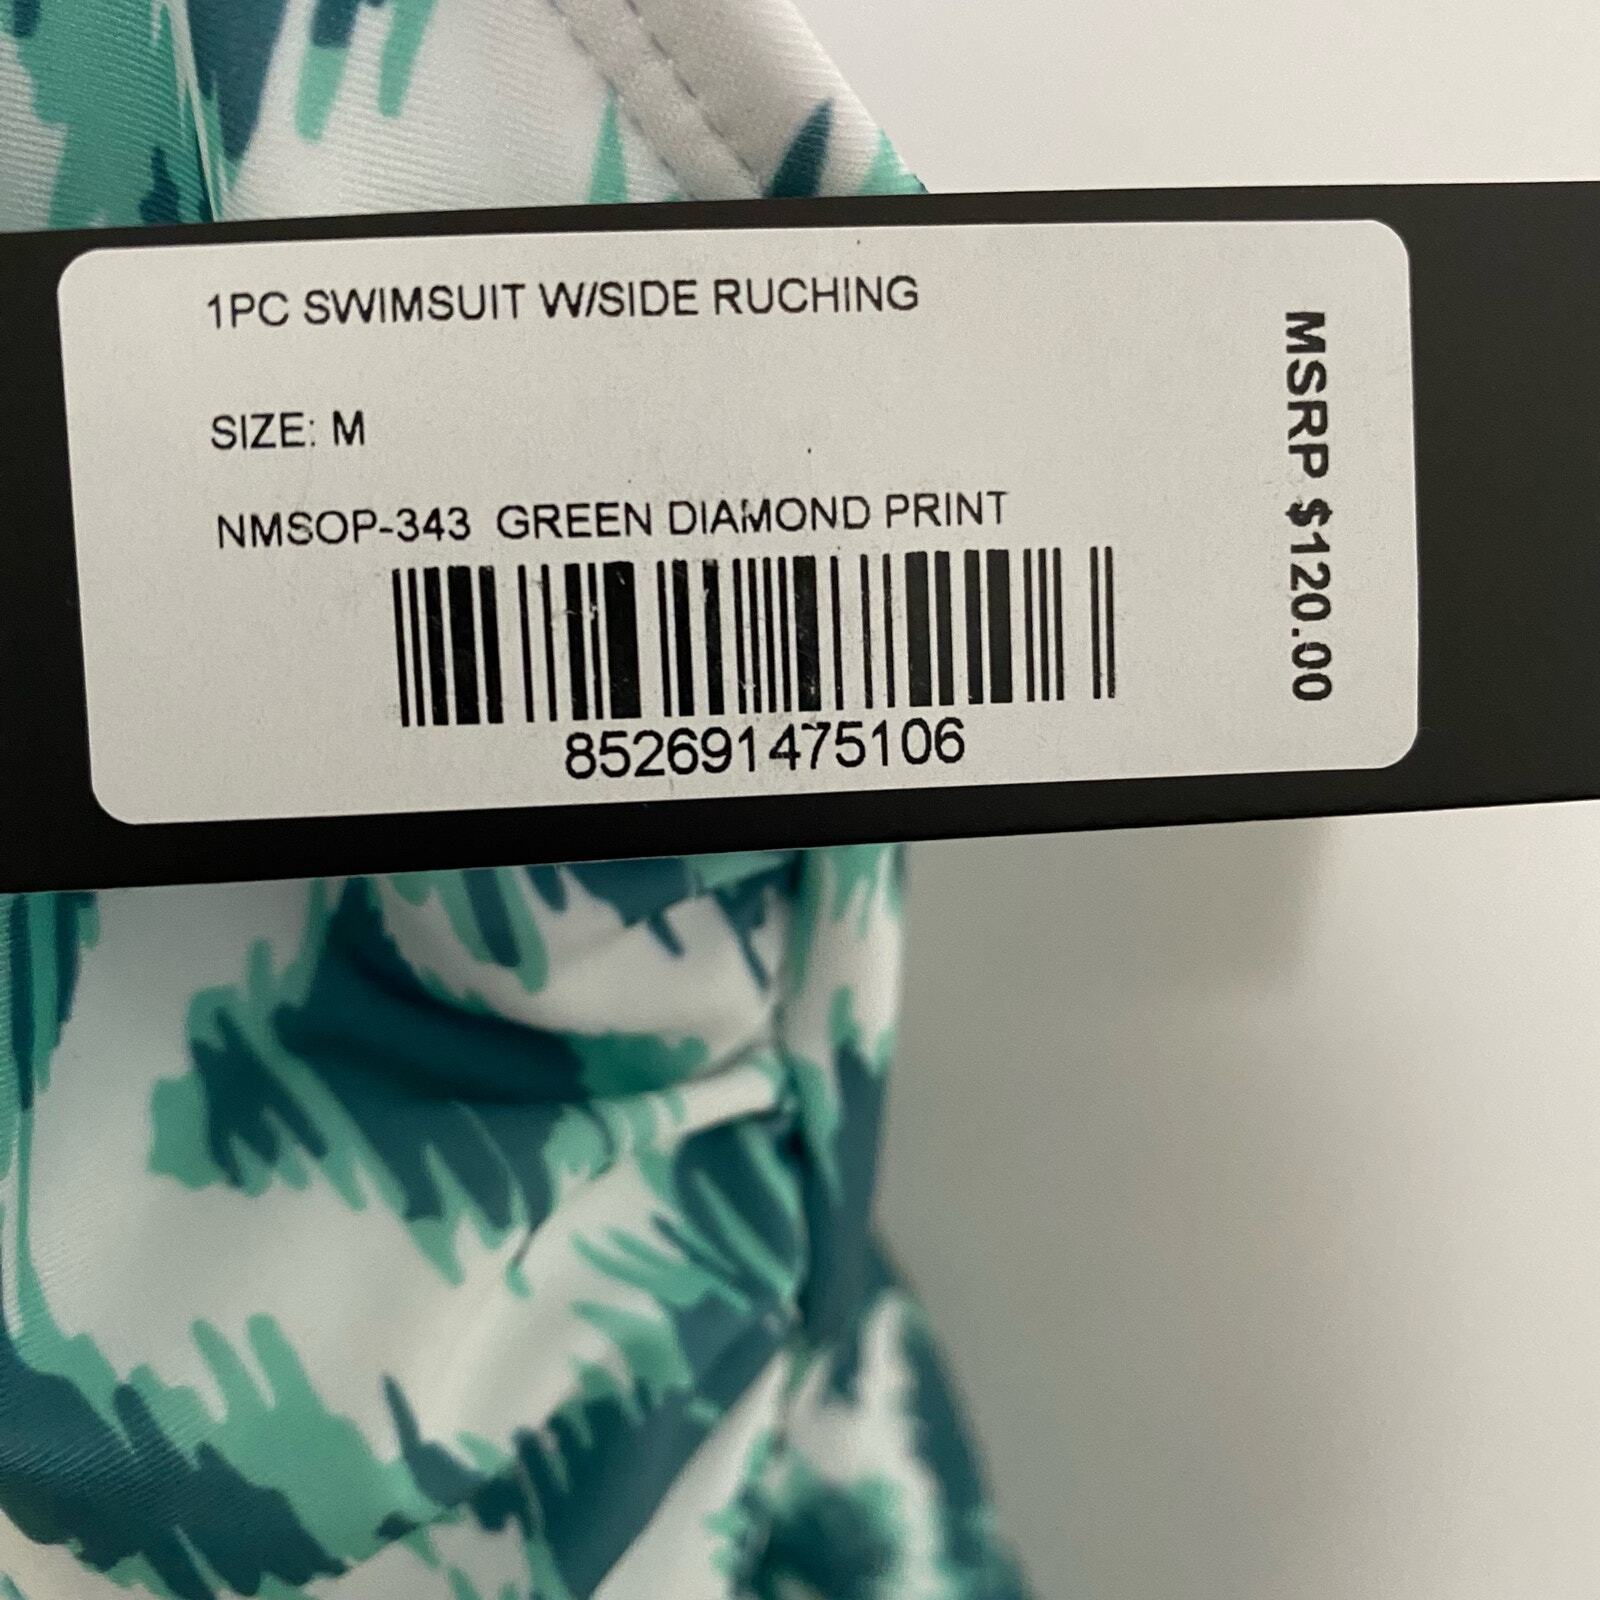 1PC SWIMSUIT W/SIDE RUCHING
SIZE: M
NMSOP-343 GREEN DIAMOND PRINT
852691475106
MSRP $120.00